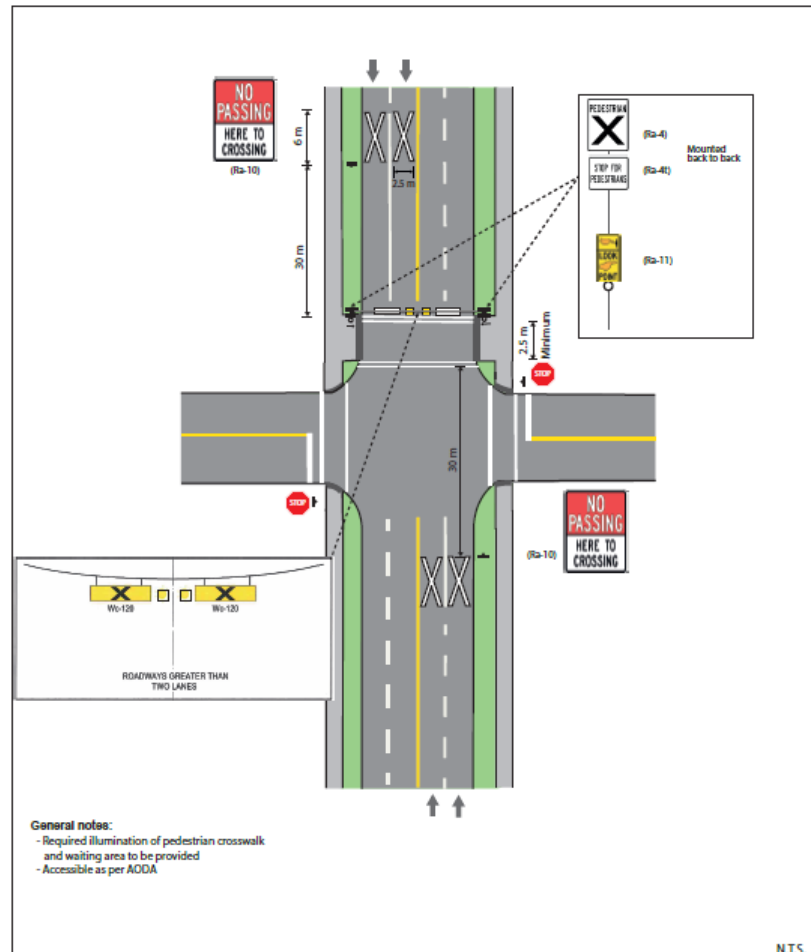 NO
PASSING
HERE TO
CROSSING
(Ra-10)
6 m
2.5 m
30 m
PEDESTRIAN
X
(Ra-4)
STOP FOR
PEDESTRIANS
(Ra-4t)
Mounted
back to back
LOOK
POINT
(Ra-11)
2.5 m
Minimum
STOP
30 m
STOP
NO
PASSING
HERE TO
CROSSING
(Ra-10)
Wc-120 Wc-120
ROADWAYS GREATER THAN
TWO LANES
General notes:
- Required illumination of pedestrian crosswalk
and waiting area to be provided
- Accessible as per AODA
N.T.S.